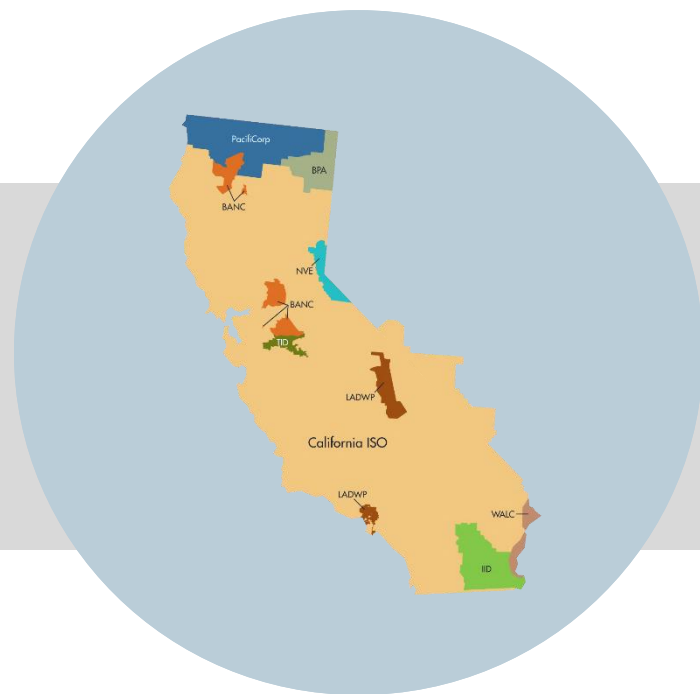 PacifiCorp
BPA
BANC
NVE
BANC
TID
LADWP
California ISO
LADWP
WALC
IID